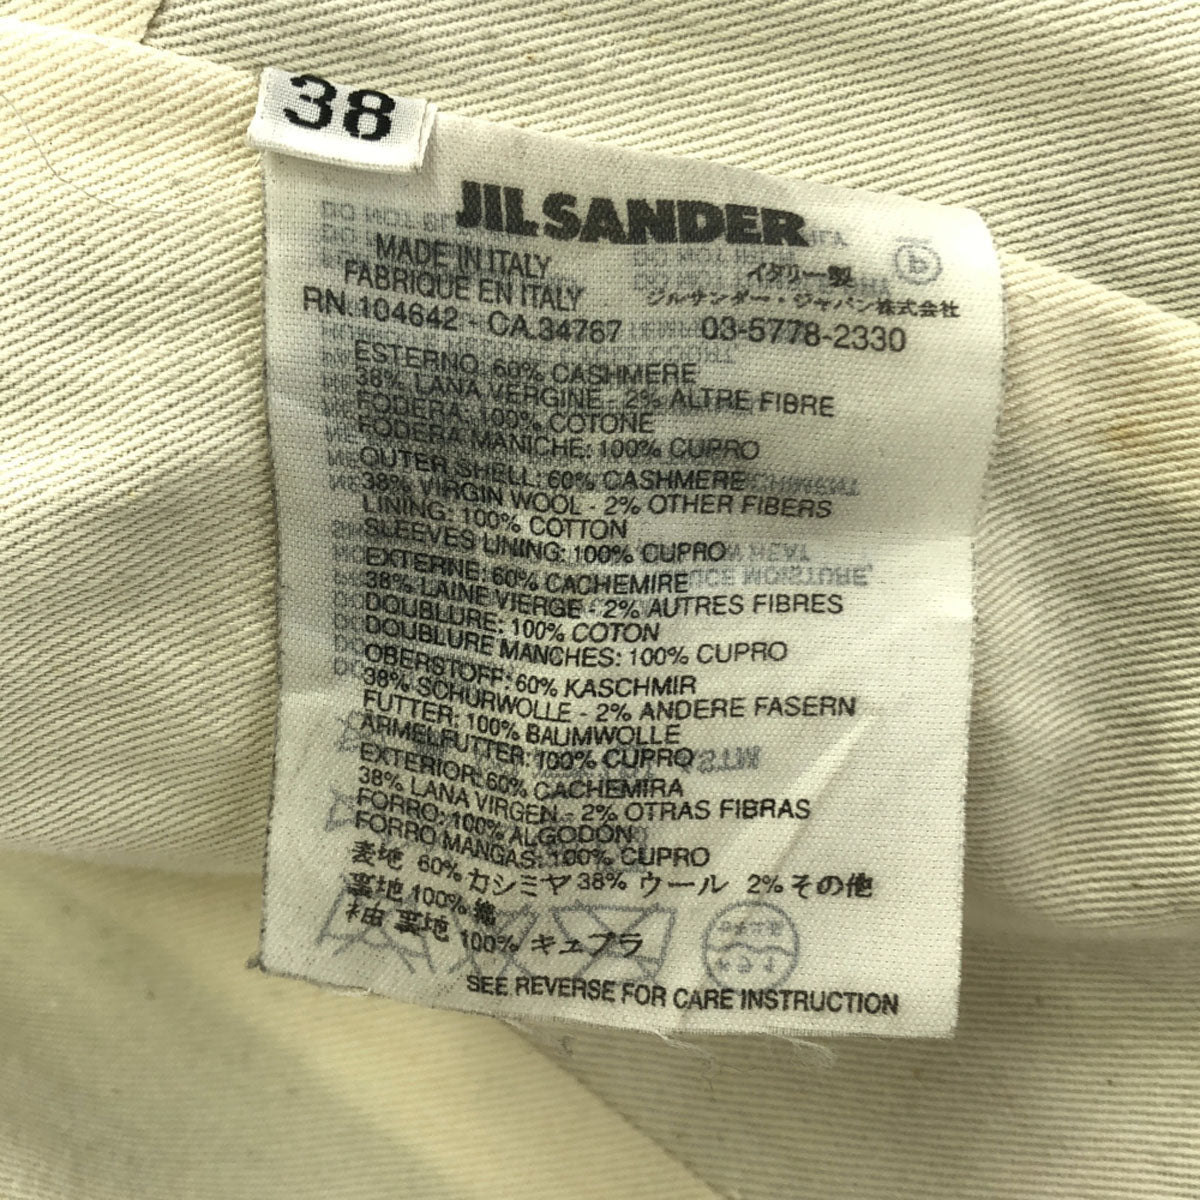 38
JIL SANDER
MADE IN ITALY
イタリー製
FABRIQUE EN ITALY
ジルサンダー・ジャパン株式会社
RN.104642 - CA.34767
03-5778-2330
ESTERNO: 60% CASHMERE
38% LANA VERGINE - 2% ALTRE FIBRE
FODERA: 100% COTONE
FODERA MANICHE: 100% CUPRO
OUTER SHELL: 60% CASHMERE
38% VIRGIN WOOL - 2% OTHER FIBERS
LINING: 100% COTTON
SLEEVES LINING: 100% CUPRO
EXTERNE: 60% CACHEMIRE
38% LAINE VIERGE - 2% AUTRES FIBRES
DOUBLURE: 100% COTON
DOUBLURE MANCHES: 100% CUPRO
OBERSTOFF: 60% KASCHMIR
38% SCHURWOLLE - 2% ANDERE FASERN
FUTTER: 100% BAUMWOLLE
ARMELFUTTER: 100% CUPRO
EXTERIOR: 60% CACHEMIRA
38% LANA VIRGEN - 2% OTRAS FIBRAS
FORRO: 100% ALGODON
FORRO MANGAS: 100% CUPRO
表地 60% カシミヤ 38% ウール 2% その他
裏地 100% 綿
袖裏地 100% キュプラ
SEE REVERSE FOR CARE INSTRUCTION